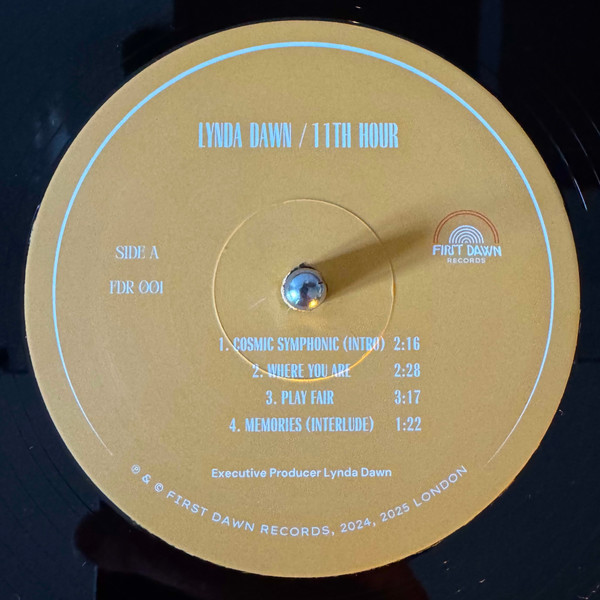 LYNDA DAWN / 11TH HOUR
SIDE A
FDR 001
FIRST DAWN
RECORDS
1. COSMIC SYMPHONIC (INTRO) 2:16
2. WHERE YOU ARE 2:28
3. PLAY FAIR 3:17
4. MEMORIES (INTERLUDE) 1:22
Executive Producer Lynda Dawn
℗ & © FIRST DAWN RECORDS, 2024, 2025 LONDON